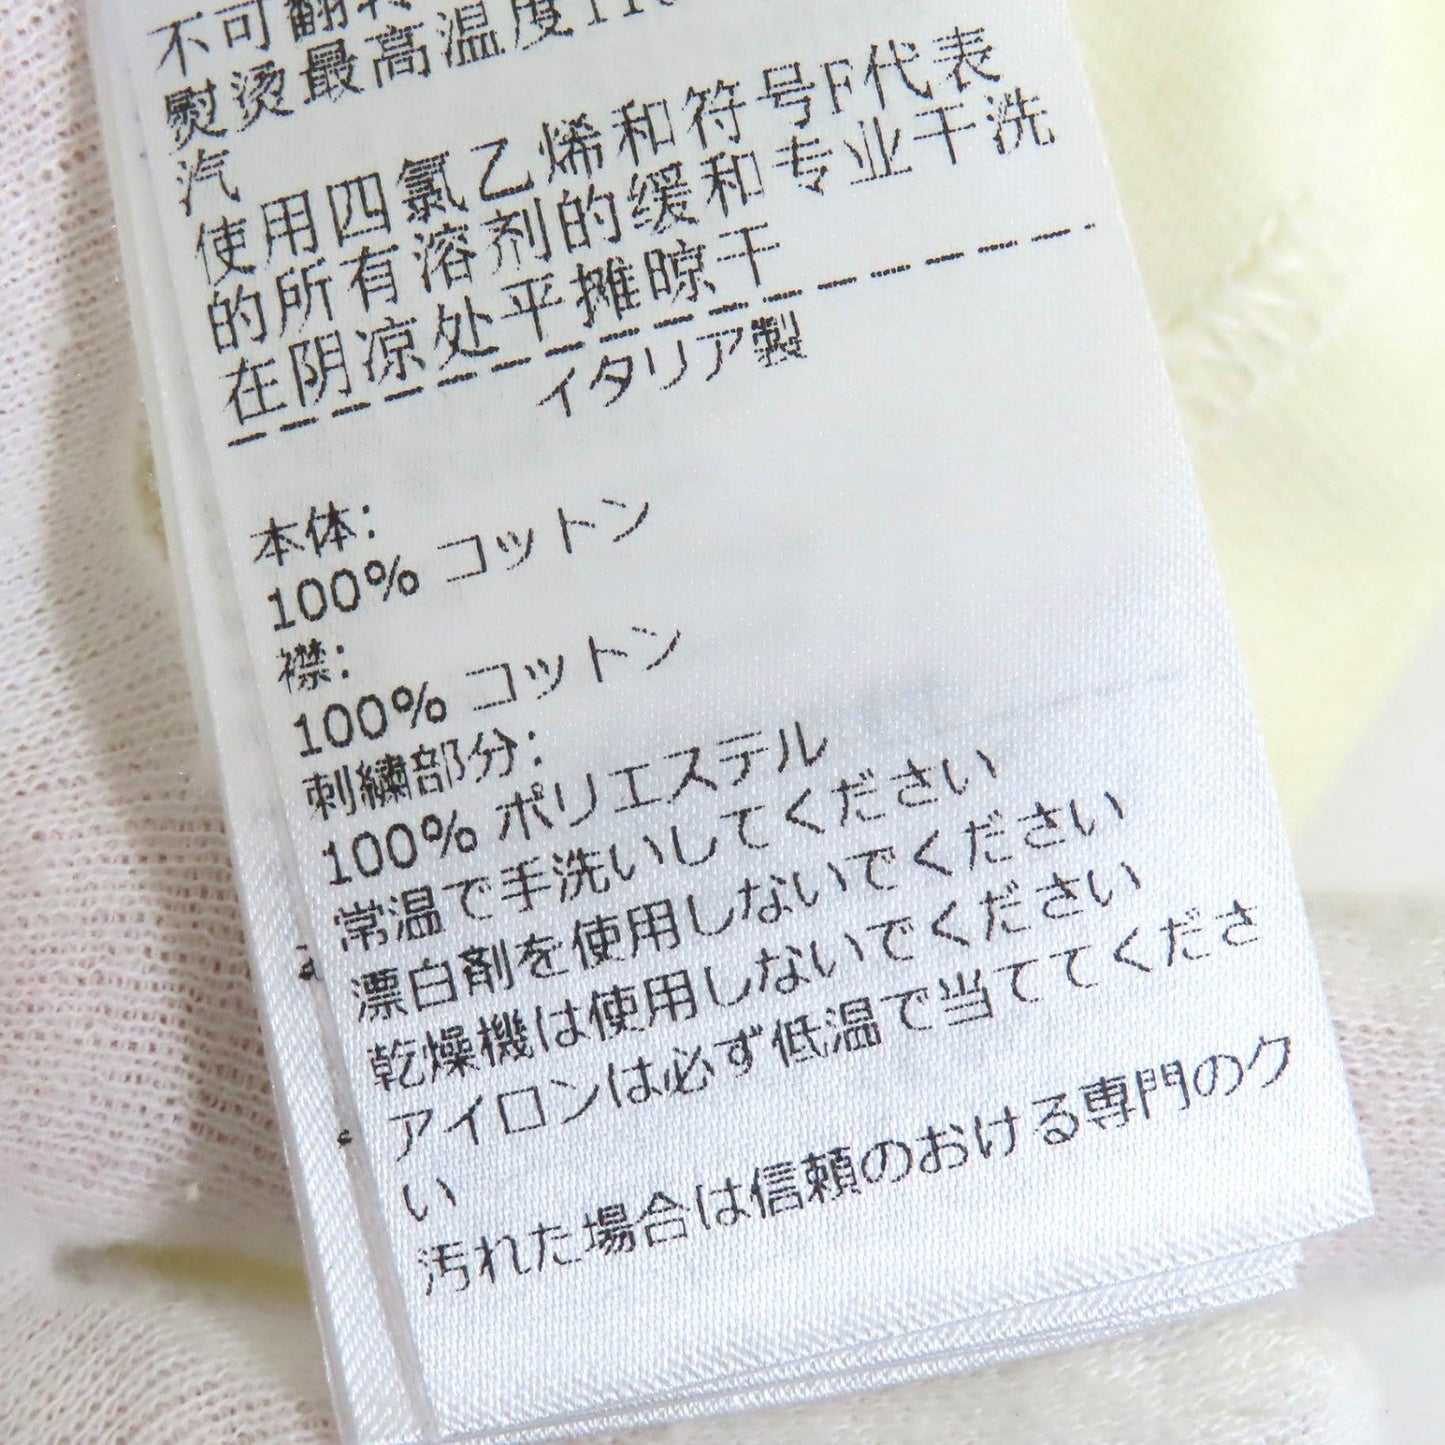 不可翻转
熨烫最高温度11
汽
使用四氯乙烯和符号F代表
的所有溶剂的缓和专业干洗
在阴凉处平摊晾干
イタリア製
本体:
100% コットン
襟:
100% コットン
刺繍部分:
100% ポリエステル
常温で手洗いしてください
漂白剤を使用しないでください
乾燥機は使用しないでください
アイロンは必ず低温で当ててくださ
い
汚れた場合は信頼のおける専門のク